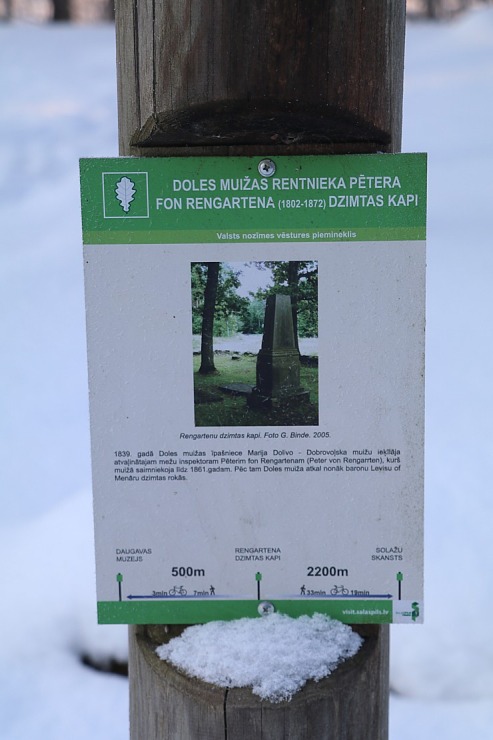 DOLES MUIŽAS RENTNIEKA PĒTERA
FON RENGARTENA (1802-1872) DZIMTAS KAPI
Valsts nozīmes vēstures piemineklis
Rengartenu dzimtas kapi. Foto G. Binde. 2005.
1839. gadā Doles muižas īpašniece Marija Dolivo - Dobrovoļska muižu ieķīlāja
atvaļinātajam mežu inspektoram Pēterim fon Rengartenam (Peter von Rengarrten), kurš
muižā saimniekoja līdz 1861.gadam. Pēc tam Doles muiža atkal nonāk baronu Levisu of
Menāru dzimtas rokās.
DAUGAVAS
MUZEJS
RENGARTENA
DZIMTAS KAPI
SOLAŽU
SKANSTS
500m
2200m
3min
7min
33min
19min
visit.salaspils.lv